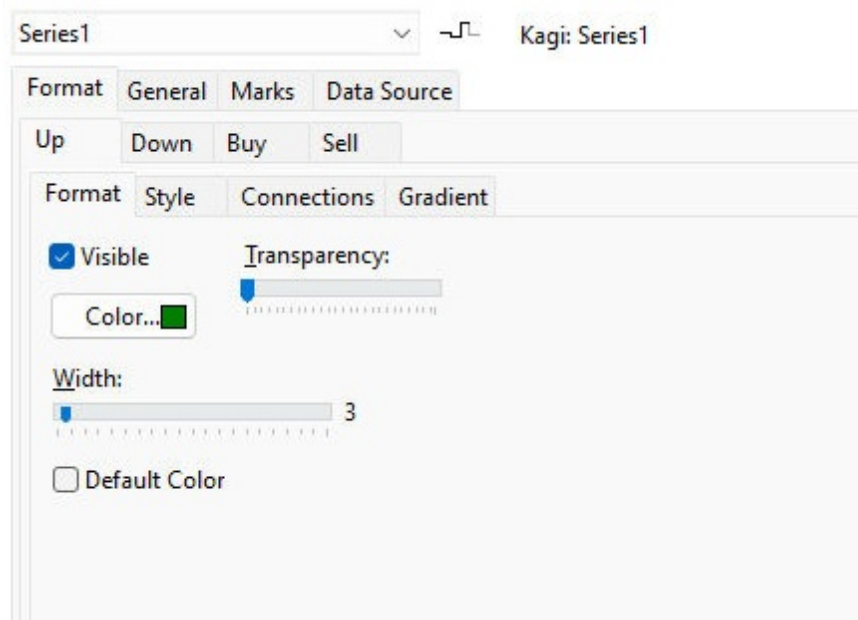 Series1 Kagi: Series1
Format General Marks Data Source
Up Down Buy Sell
Format Style Connections Gradient
Visible Transparency:
Color...
Width:
3
Default Color